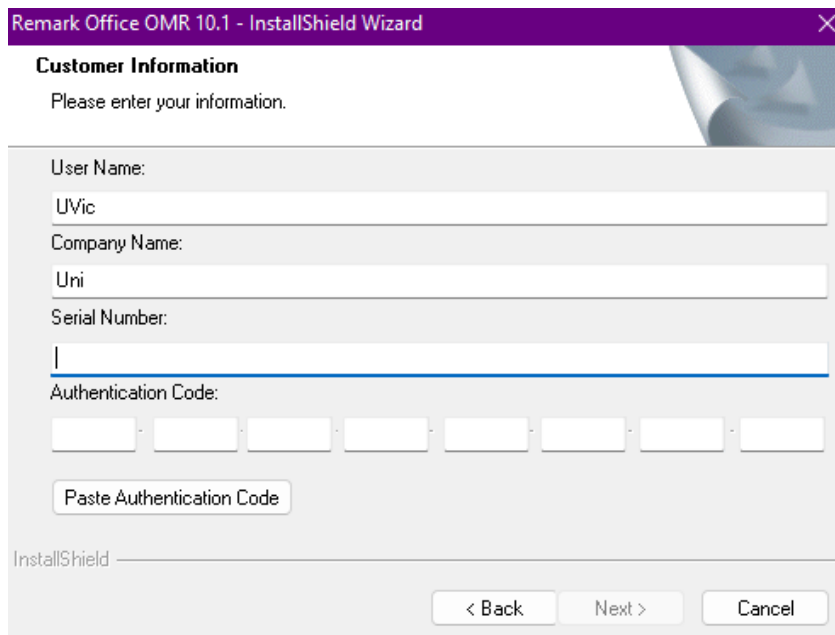 Remark Office OMR 10.1 - InstallShield Wizard
Customer Information
Please enter your information.
User Name:
UVic
Company Name:
Uni
Serial Number:
Authentication Code:
- - - - - - -
Paste Authentication Code
InstallShield
< Back Next > Cancel